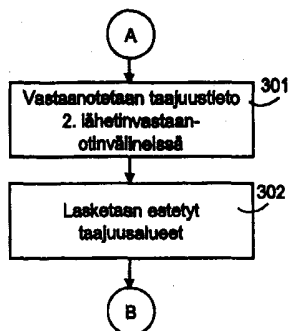 A
301
Vastaanotetaan taajuustieto
2. lähetinvastaan-
otinvälineissä
302
Lasketaan estetyt
taajuusalueet
B